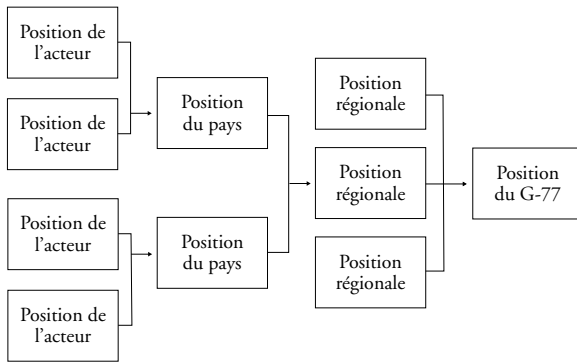 Position de
l’acteur
Position de
l’acteur
Position de
l’acteur
Position de
l’acteur
Position
du pays
Position
du pays
Position
régionale
Position
régionale
Position
régionale
Position
du G-77